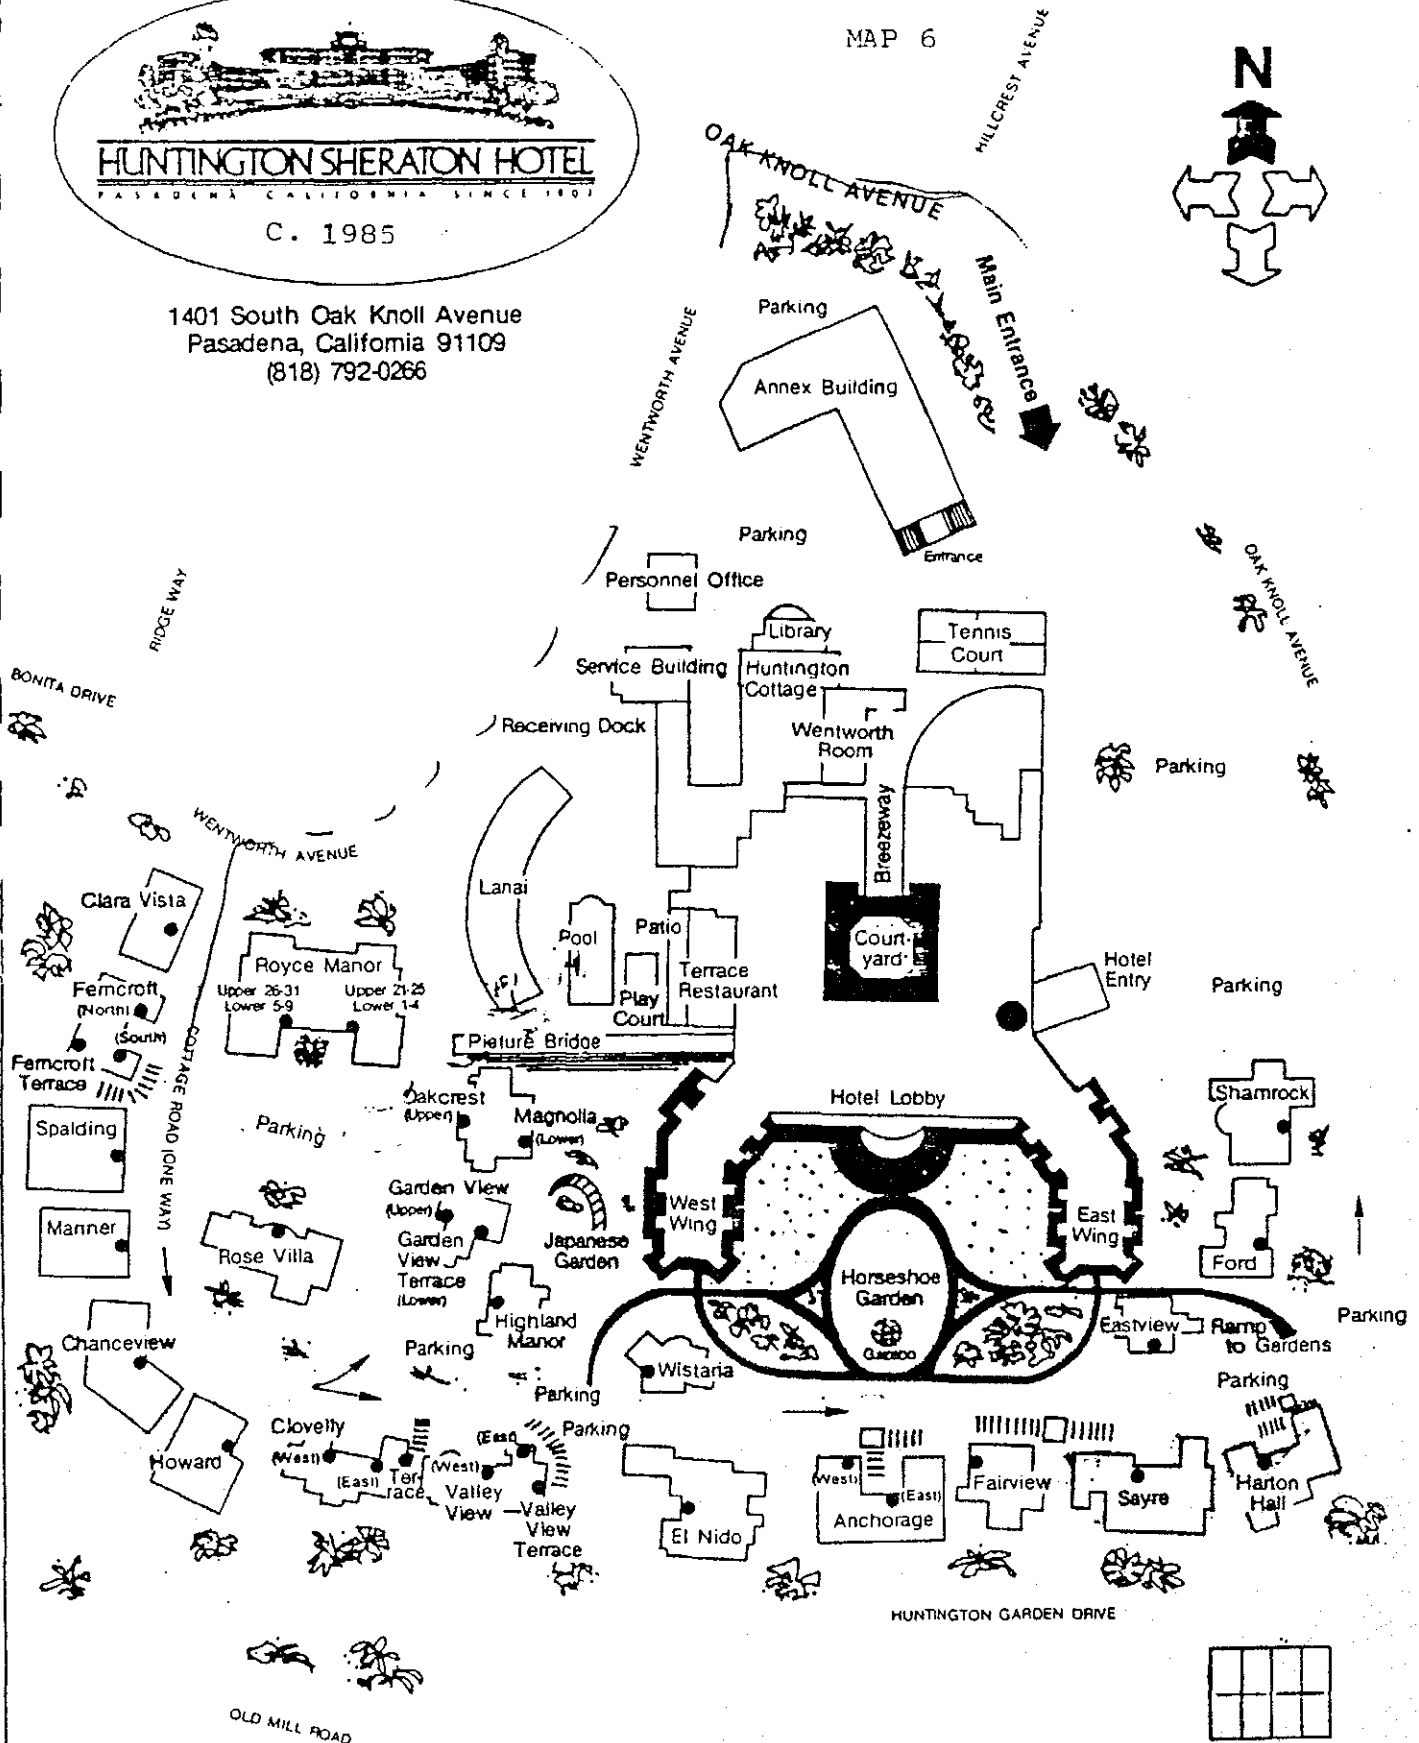 MAP 6
HUNTINGTON SHERATON HOTEL
PASADENA CALIFORNIA SINCE 1907
C. 1985
1401 South Oak Knoll Avenue
Pasadena, California 91109
(818) 792-0266
N
HILLCREST AVENUE
OAK KNOLL AVENUE
Main Entrance
WENTWORTH AVENUE
Parking
Annex Building
Parking
Entrance
Personnel Office
OAK KNOLL AVENUE
RIDGE WAY
BONITA DRIVE
Library
Tennis
Court
Service Building
Huntington
Cottage
Receiving Dock
Wentworth
Room
Parking
Breezeway
WENTWORTH AVENUE
Lanai
Clara Vista
Pool
Patio
Court-
yard
Royce Manor
Upper 26-31
Lower 5-9
Upper 21-25
Lower 1-4
Terrace
Restaurant
Play
Court
Hotel
Entry
Parking
Ferncroft
(North)
(South)
Ferncroft
Terrace
COTTAGE ROAD (ONE WAY)
Picture Bridge
Oakcrest
(Upper)
Magnolia
(Lower)
Hotel Lobby
Shamrock
Spalding
Parking
Garden View
(Upper)
Garden
View
Terrace
(Lower)
Japanese
Garden
West
Wing
East
Wing
Mariner
Rose Villa
Ford
Horseshoe
Garden
Highland
Manor
Chanceview
Parking
Eastview
Ramp
to Gardens
Parking
Wistaria
Parking
Parking
Howard
Clovelly
(West)
(East)
Ter-
race
(West)
Valley
View
(East)
Valley
View
Terrace
Parking
El Nido
(West)
(East)
Anchorage
Fairview
Sayre
Harton
Hall
HUNTINGTON GARDEN DRIVE
OLD MILL ROAD